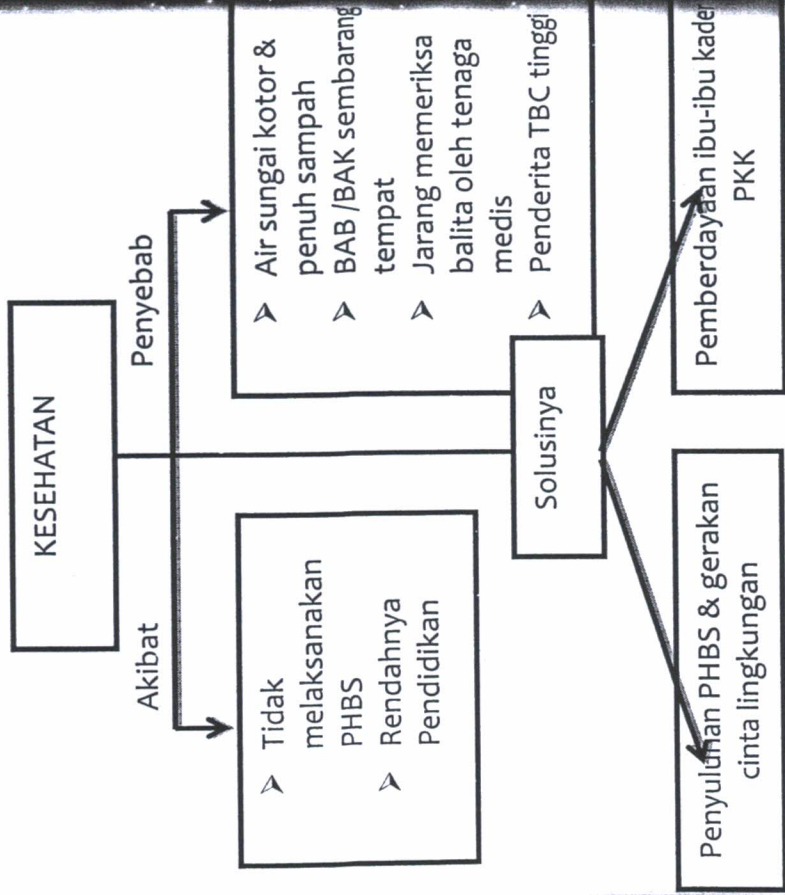 KESEHATAN
Akibat
Penyebab
➢ Tidak
melaksanakan
PHBS
➢ Rendahnya
Pendidikan
➢ Air sungai kotor &
penuh sampah
➢ BAB /BAK sembarang
tempat
➢ Jarang memeriksa
balita oleh tenaga
medis
➢ Penderita TBC tinggi
Solusinya
Penyuluhan PHBS & gerakan
cinta lingkungan
Pemberdayaan ibu-ibu kader
PKK